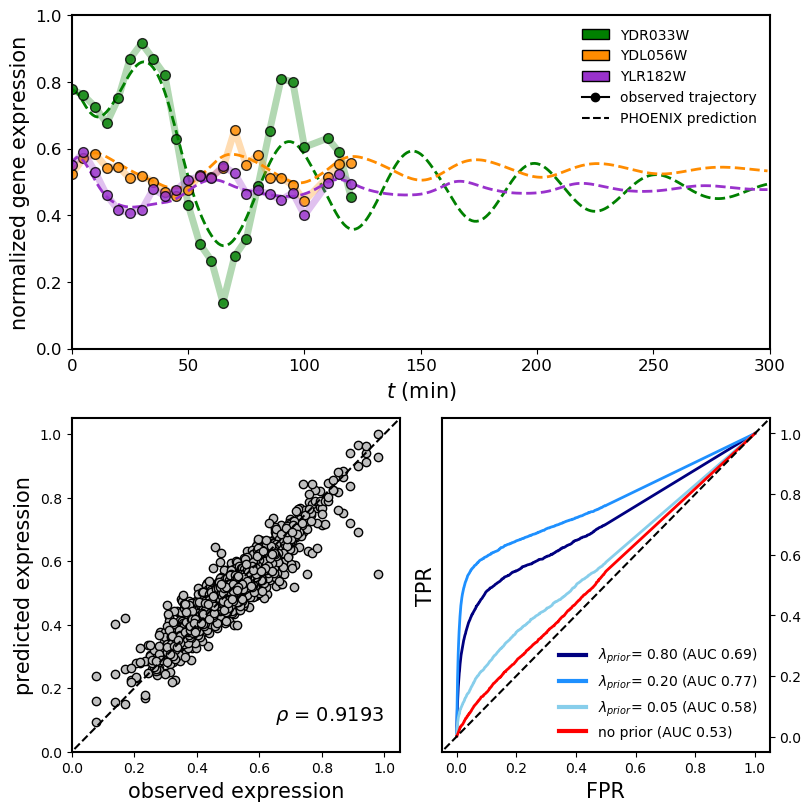 normalized gene expression
1.0
0.8
0.6
0.4
0.2
0.0
YDR033W
YDL056W
YLR182W
observed trajectory
PHOENIX prediction
0 50 100 150 200 250 300
t (min)
predicted expression
1.0
0.8
0.6
0.4
0.2
0.0
ρ = 0.9193
0.0 0.2 0.4 0.6 0.8 1.0
observed expression
TPR
1.0
0.8
0.6
0.4
0.2
0.0
λprior= 0.80 (AUC 0.69)
λprior= 0.20 (AUC 0.77)
λprior= 0.05 (AUC 0.58)
no prior (AUC 0.53)
0.0 0.2 0.4 0.6 0.8 1.0
FPR